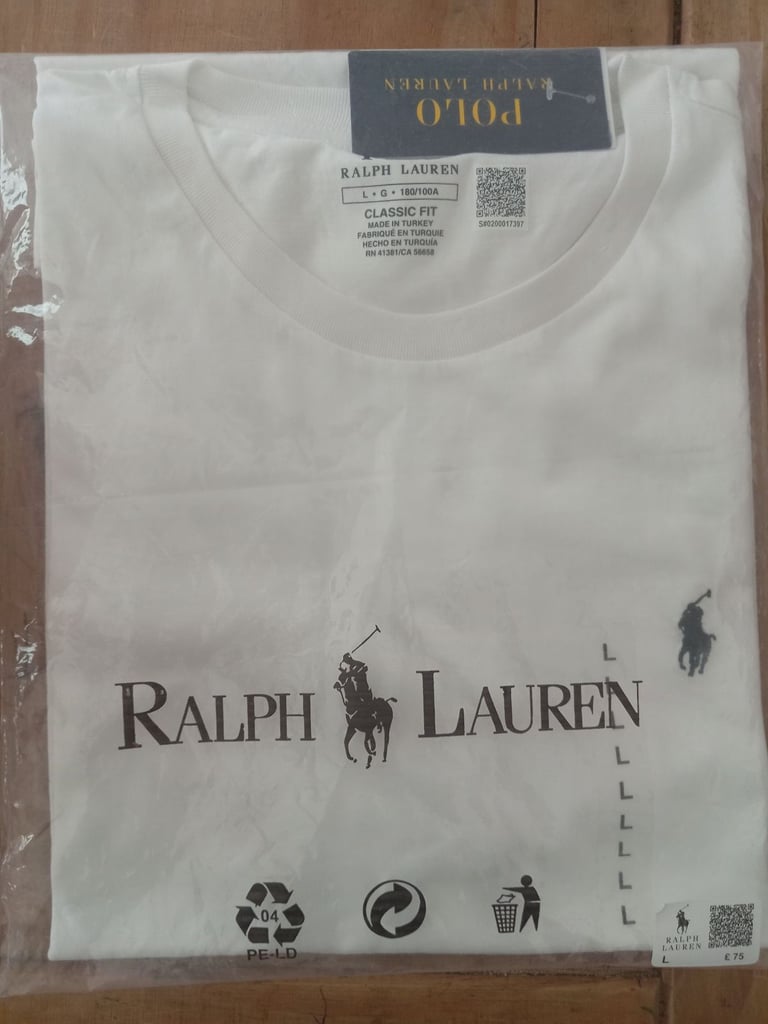 POLO
RALPH LAUREN
RALPH LAUREN
L • G • 180/100A
CLASSIC FIT
MADE IN TURKEY
FABRIQUÉ EN TURQUIE
HECHO EN TURQUÍA
RN 41381/CA 56658
S#0200017397
RALPH LAUREN
L
L
L
L
L
L
L
L
04
PE-LD
RALPH
LAUREN
L
£ 75